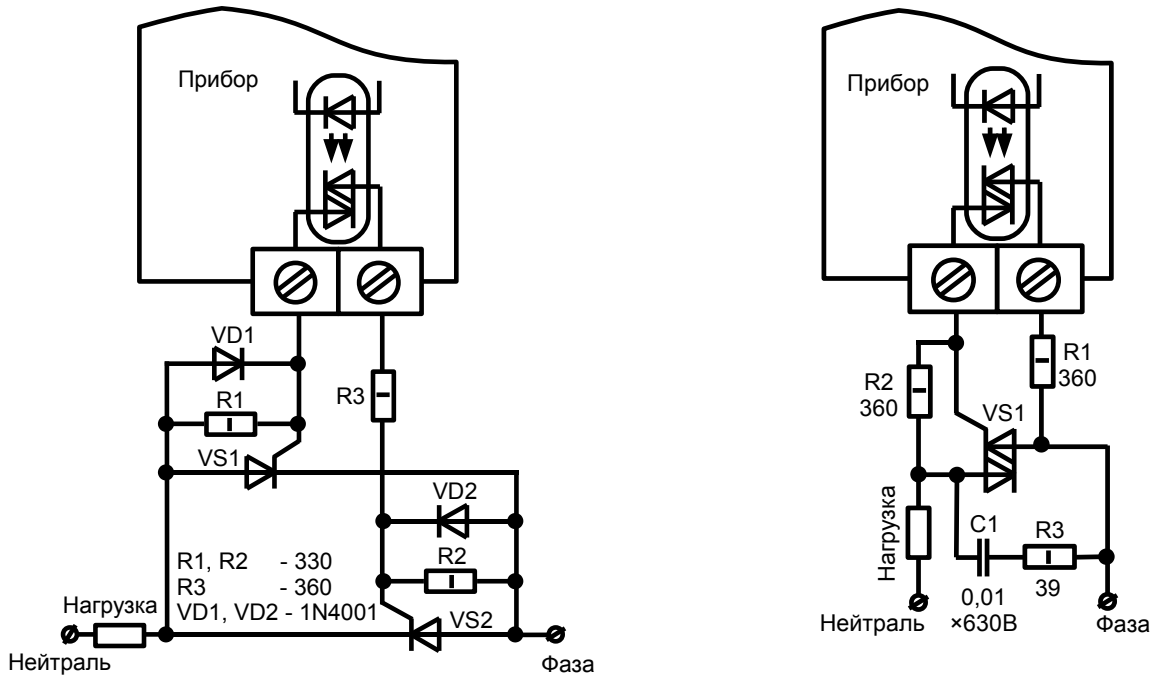 Прибор
VD1
R1
R3
VS1
VD2
R2
R1, R2 - 330
R3 - 360
VD1, VD2 - 1N4001
VS2
Нагрузка
Нейтраль
Фаза
Прибор
R1
360
R2
360
VS1
Нагрузка
C1
R3
39
0,01
×630В
Нейтраль
Фаза